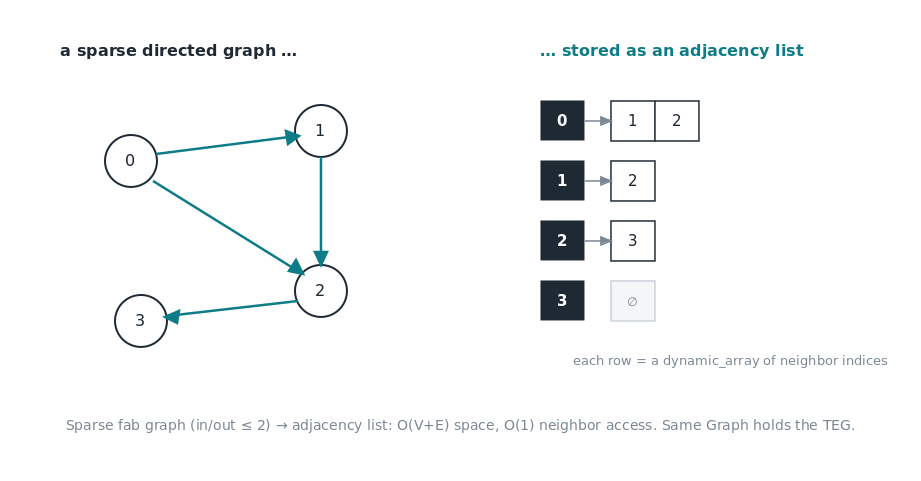 a sparse directed graph …
… stored as an adjacency list
0
1
2
3
0 1 2
1 2
2 3
3 ∅
each row = a dynamic_array of neighbor indices
Sparse fab graph (in/out ≤ 2) → adjacency list: O(V+E) space, O(1) neighbor access. Same Graph holds the TEG.